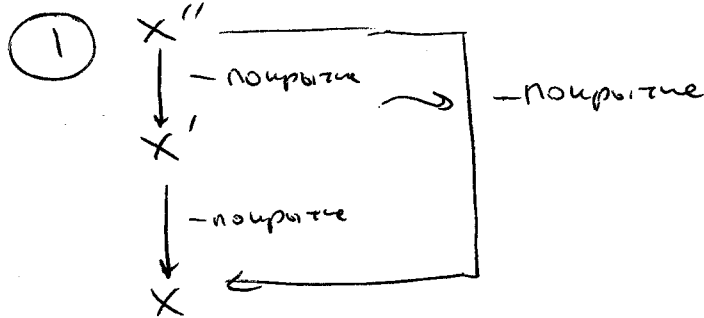 1 X''
– покрытие
– покрытие
X'
– покрытие
X